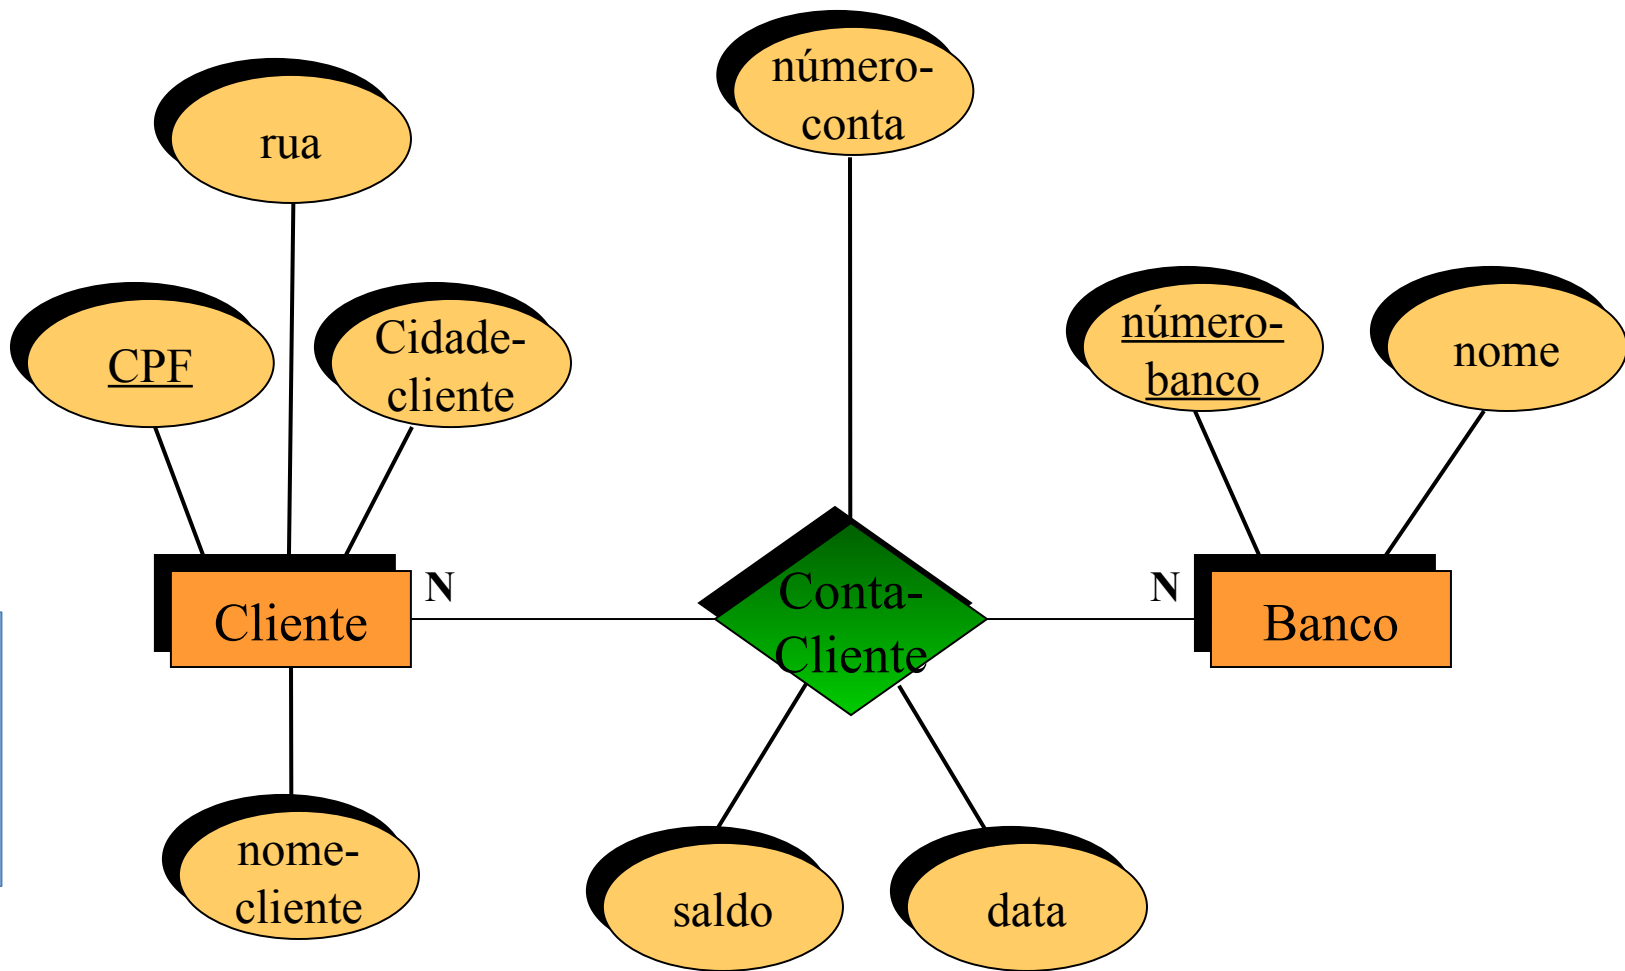 número-
conta
rua
CPF
Cidade-
cliente
número-
banco
nome
N
N
Cliente
Conta-
Cliente
Banco
nome-
cliente
saldo
data